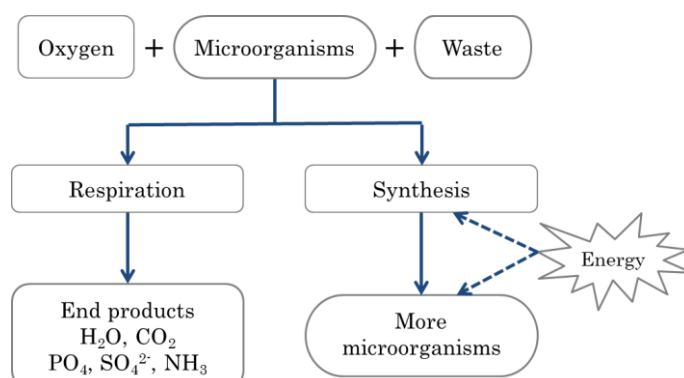 Oxygen + Microorganisms + Waste
Respiration
Synthesis
Energy
End products
H₂O, CO₂
PO₄, SO₄²⁻, NH₃
More
microorganisms